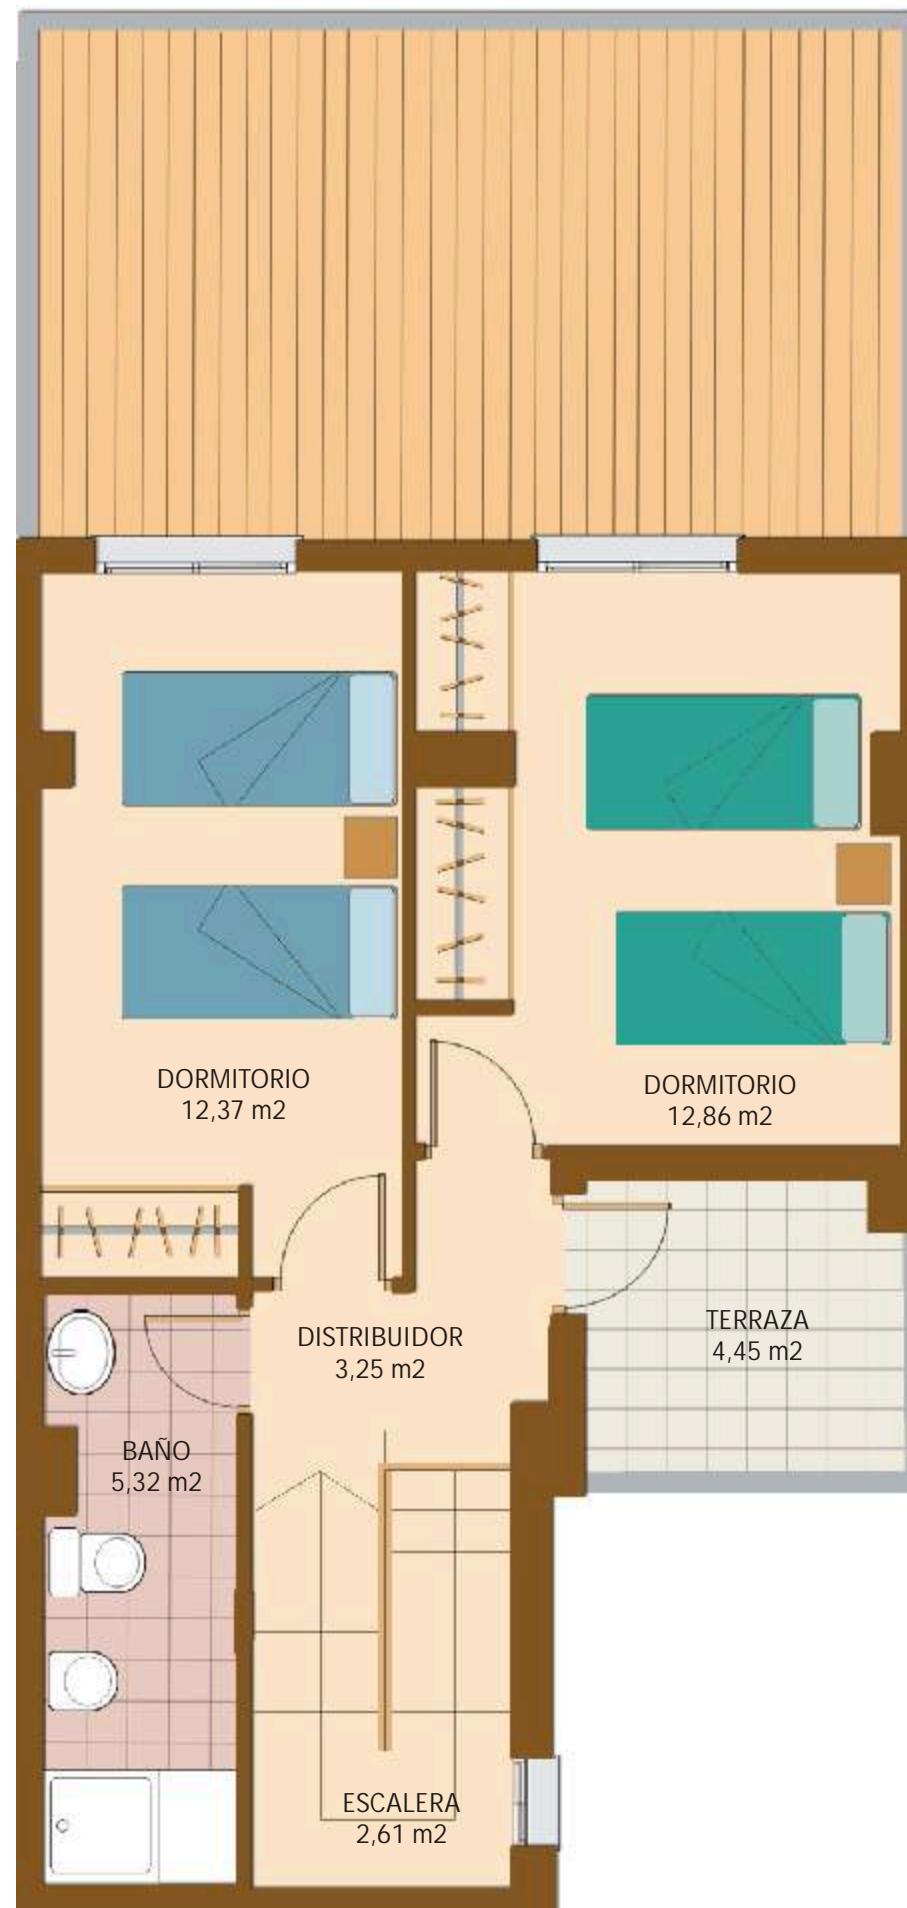 DORMITORIO
12,37 m2
DORMITORIO
12,86 m2
DISTRIBUIDOR
3,25 m2
TERRAZA
4,45 m2
BAÑO
5,32 m2
ESCALERA
2,61 m2